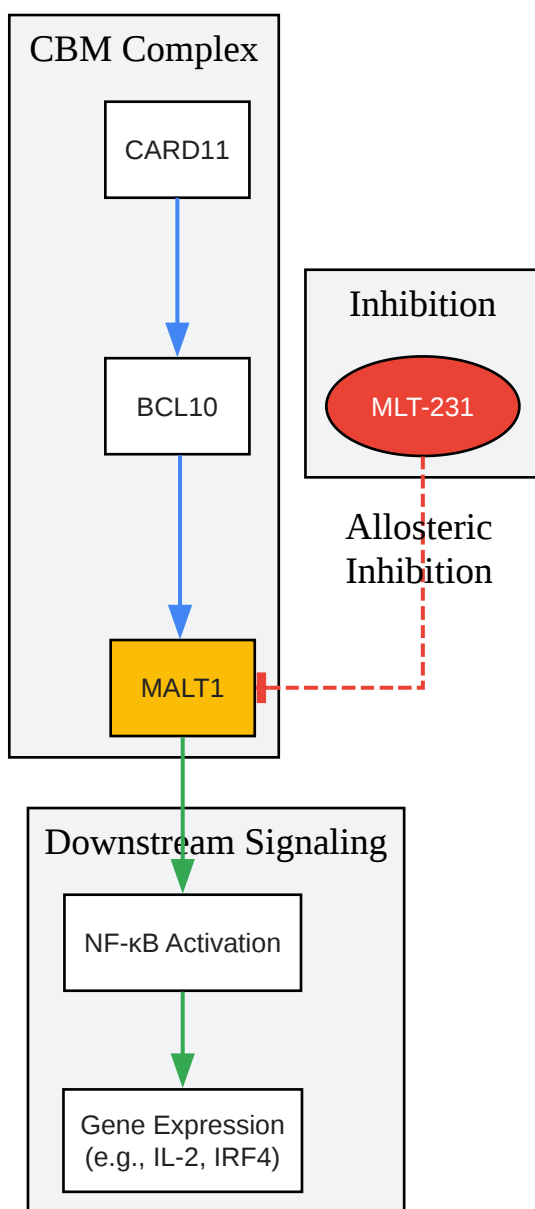 CBM Complex
CARD11
Inhibition
BCL10
MLT-231
Allosteric
Inhibition
MALT1
Downstream Signaling
NF-κB Activation
Gene Expression
(e.g., IL-2, IRF4)